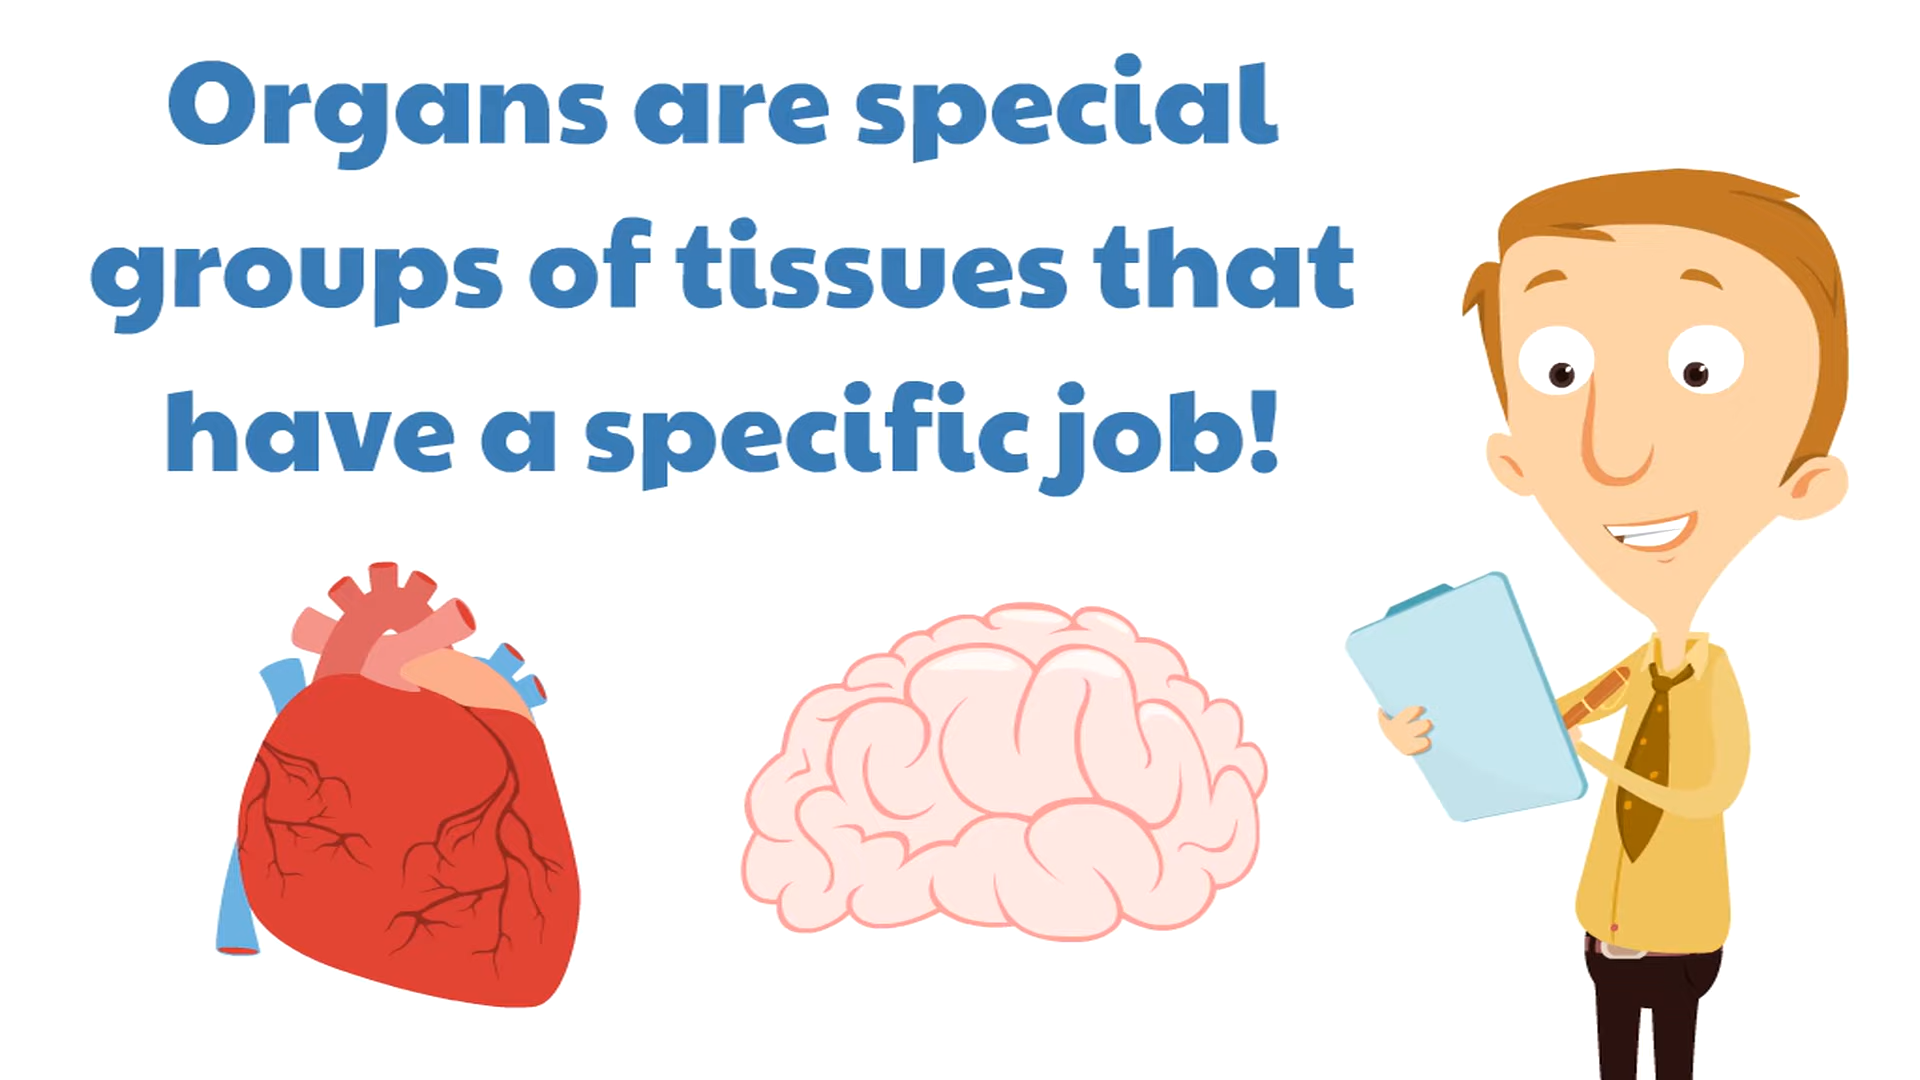 Organs are special
groups of tissues that
have a specific job!